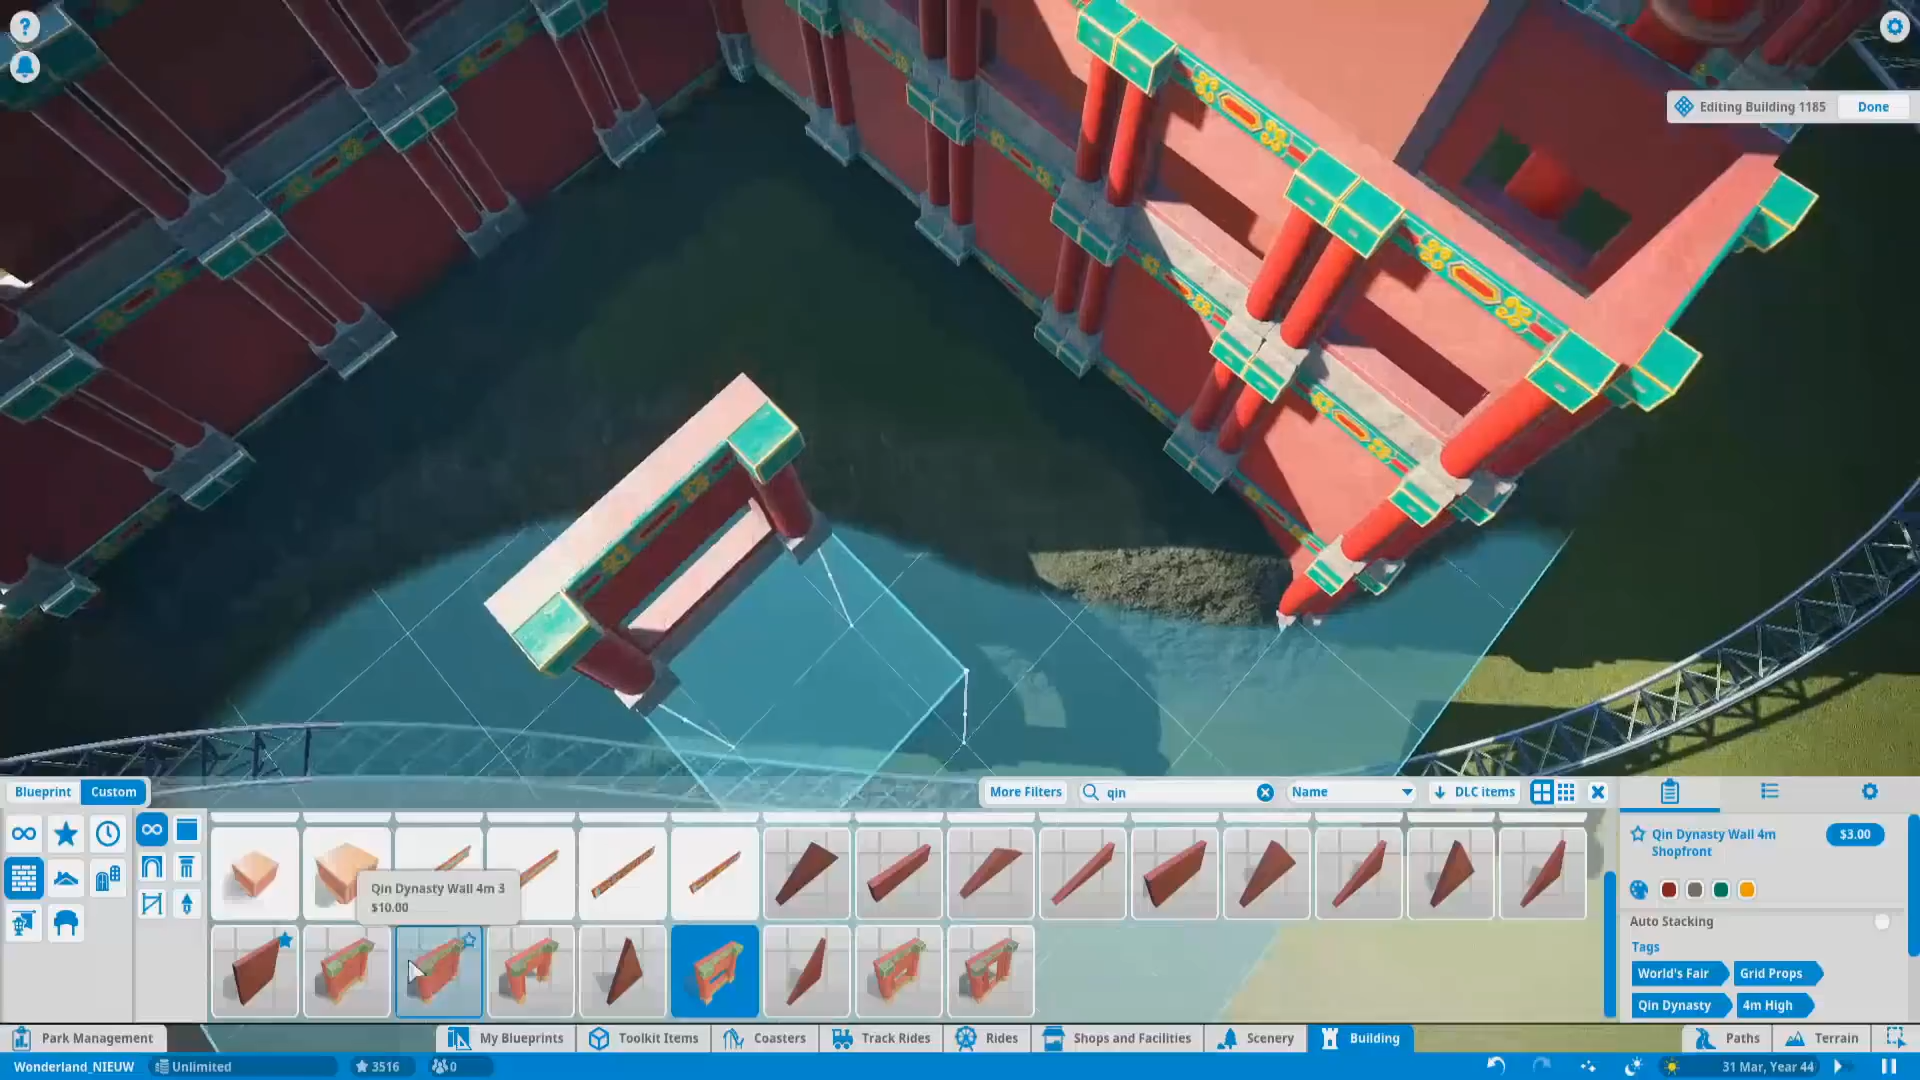 ?
Editing Building 1185 Done
Blueprint Custom More Filters qin Name DLC items
Qin Dynasty Wall 4m Shopfront $3.00
Auto Stacking
Tags
World's Fair Grid Props
Qin Dynasty 4m High
Qin Dynasty Wall 4m 3
$10.00
Park Management My Blueprints Toolkit Items Coasters Track Rides Rides Shops and Facilities Scenery Building Paths Terrain
Wonderland_NIEUW Unlimited 3516 0 31 Mar, Year 44